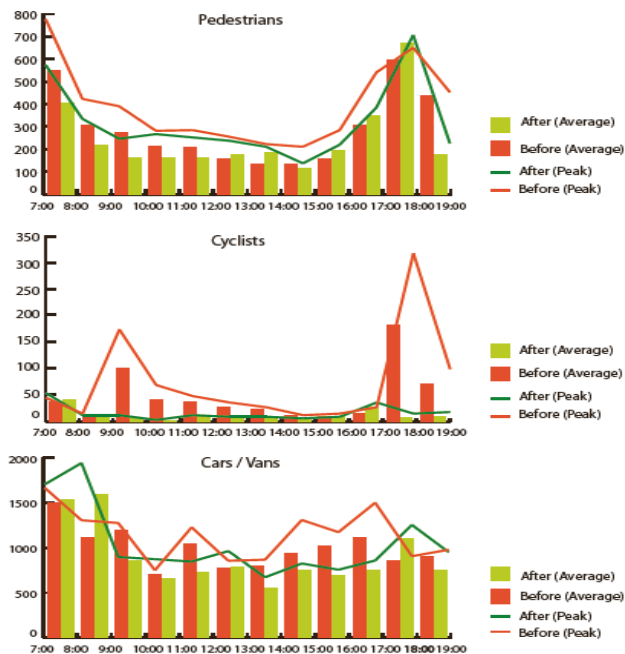 Pedestrians
800
700
600
500
400
300
200
100
0
7:00 8:00 9:00 10:00 11:00 12:00 13:00 14:00 15:00 16:00 17:00 18:00 19:00
After (Average)
Before (Average)
After (Peak)
Before (Peak)
Cyclists
350
300
250
200
150
100
50
0
7:00 8:00 9:00 10:00 11:00 12:00 13:00 14:00 15:00 16:00 17:00 18:00 19:00
After (Average)
Before (Average)
After (Peak)
Before (Peak)
Cars / Vans
2000
1500
1000
500
0
7:00 8:00 9:00 10:00 11:00 12:00 13:00 14:00 15:00 16:00 17:00 18:00 19:00
After (Average)
Before (Average)
After (Peak)
Before (Peak)